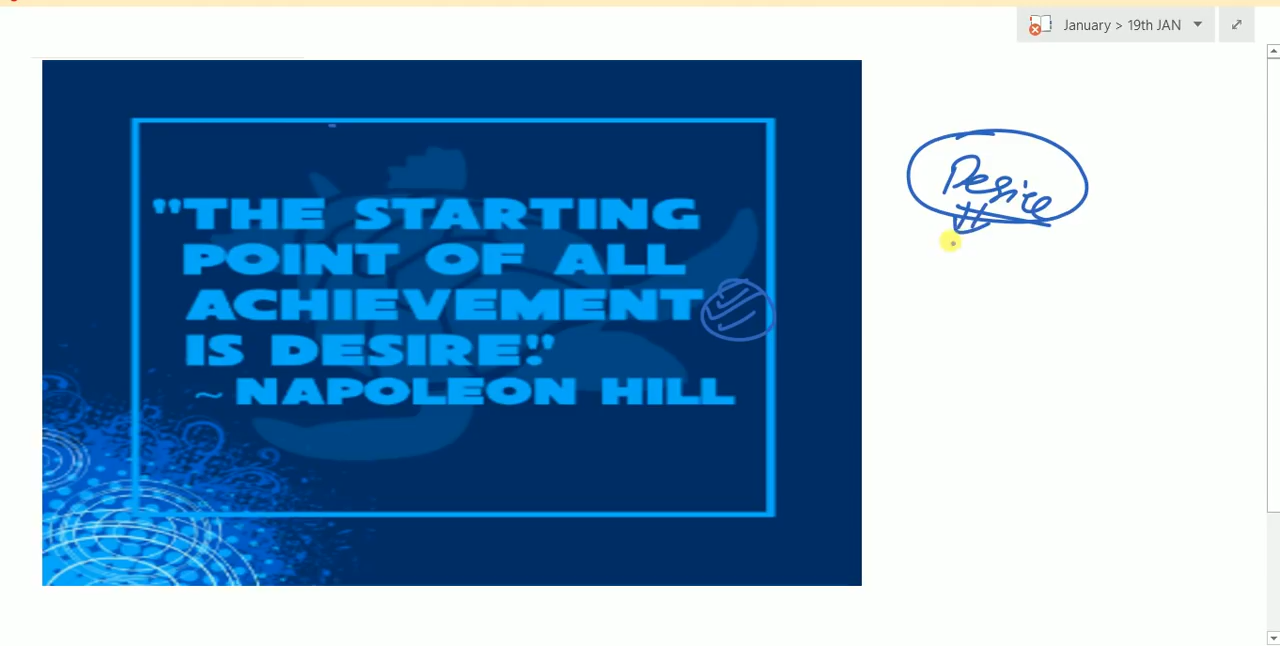 January > 19th JAN
"THE STARTING
POINT OF ALL
ACHIEVEMENT
IS DESIRE."
~ NAPOLEON HILL
Desire